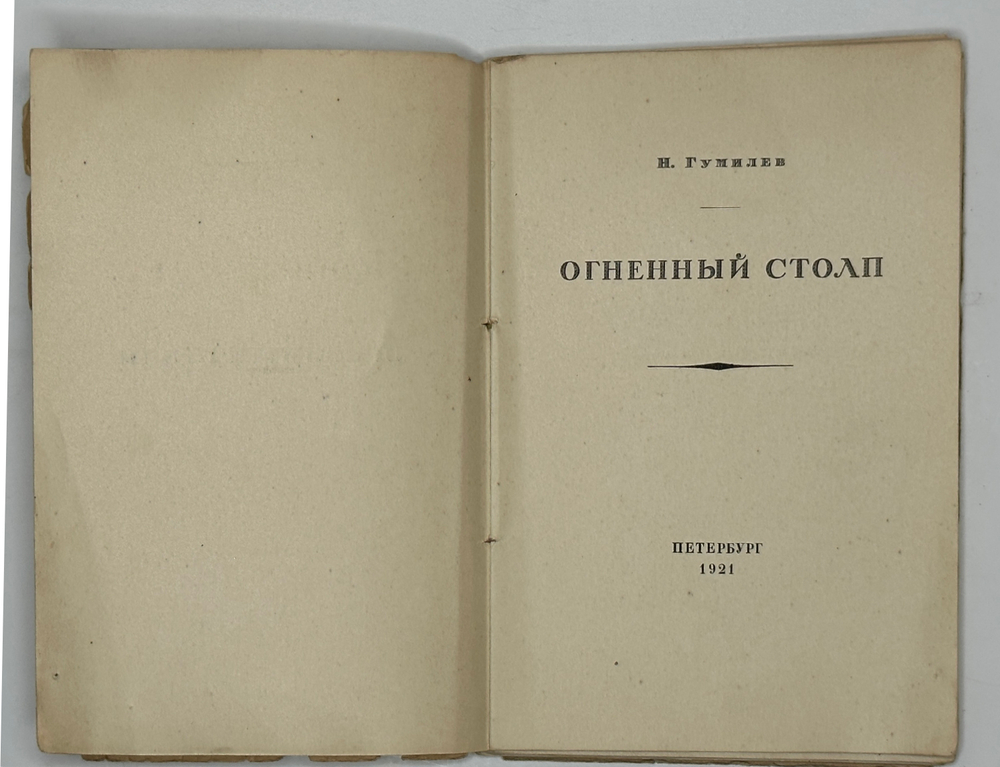 Н. Гумилев
ОГНЕННЫЙ СТОЛП
ПЕТЕРБУРГ
1921